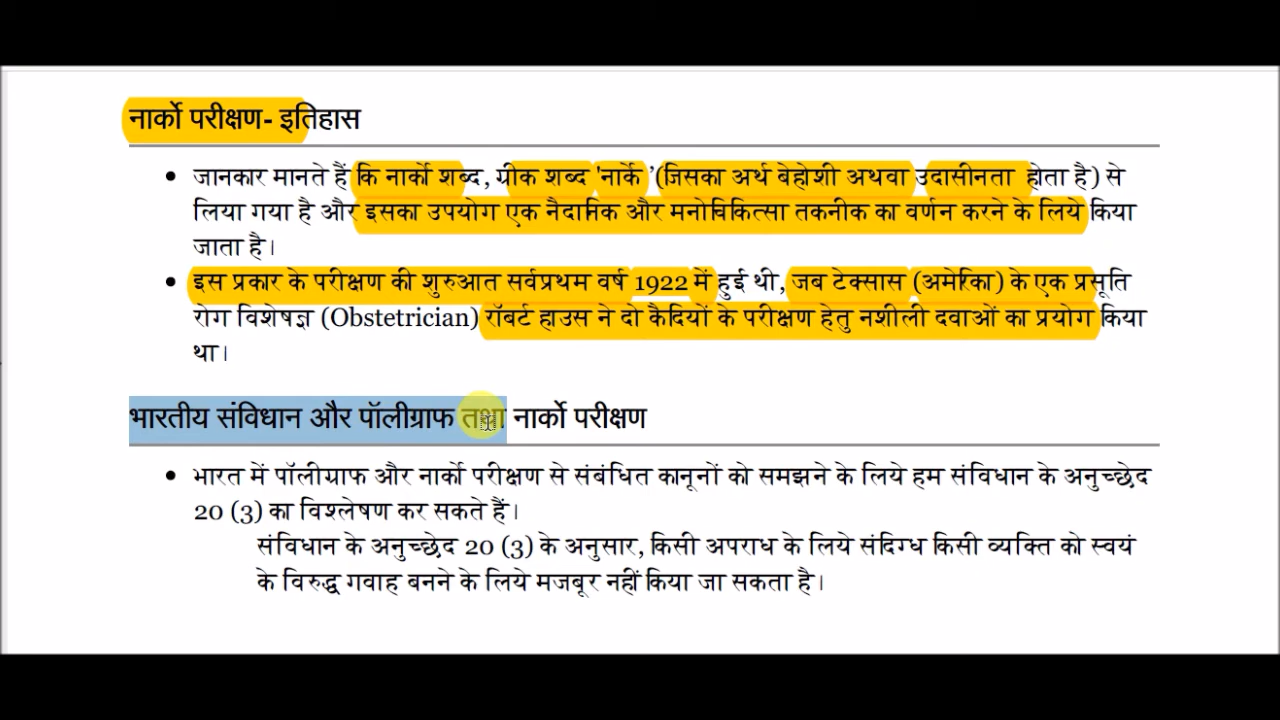 नार्को परीक्षण- इतिहास
जानकार मानते हैं कि नार्को शब्द, ग्रीक शब्द 'नार्के '(जिसका अर्थ बेहोशी अथवा उदासीनता होता है) से
लिया गया है और इसका उपयोग एक नैदानिक और मनोचिकित्सा तकनीक का वर्णन करने के लिये किया
जाता है।
इस प्रकार के परीक्षण की शुरुआत सर्वप्रथम वर्ष 1922 में हुई थी, जब टेक्सास (अमेरिका) के एक प्रसूति
रोग विशेषज्ञ (Obstetrician) रॉबर्ट हाउस ने दो कैदियों के परीक्षण हेतु नशीली दवाओं का प्रयोग किया
था।
भारतीय संविधान और पॉलीग्राफ तथा नार्को परीक्षण
भारत में पॉलीग्राफ और नार्को परीक्षण से संबंधित कानूनों को समझने के लिये हम संविधान के अनुच्छेद
20 (3) का विश्लेषण कर सकते हैं।
संविधान के अनुच्छेद 20 (3) के अनुसार, किसी अपराध के लिये संदिग्ध किसी व्यक्ति को स्वयं
के विरुद्ध गवाह बनने के लिये मजबूर नहीं किया जा सकता है।